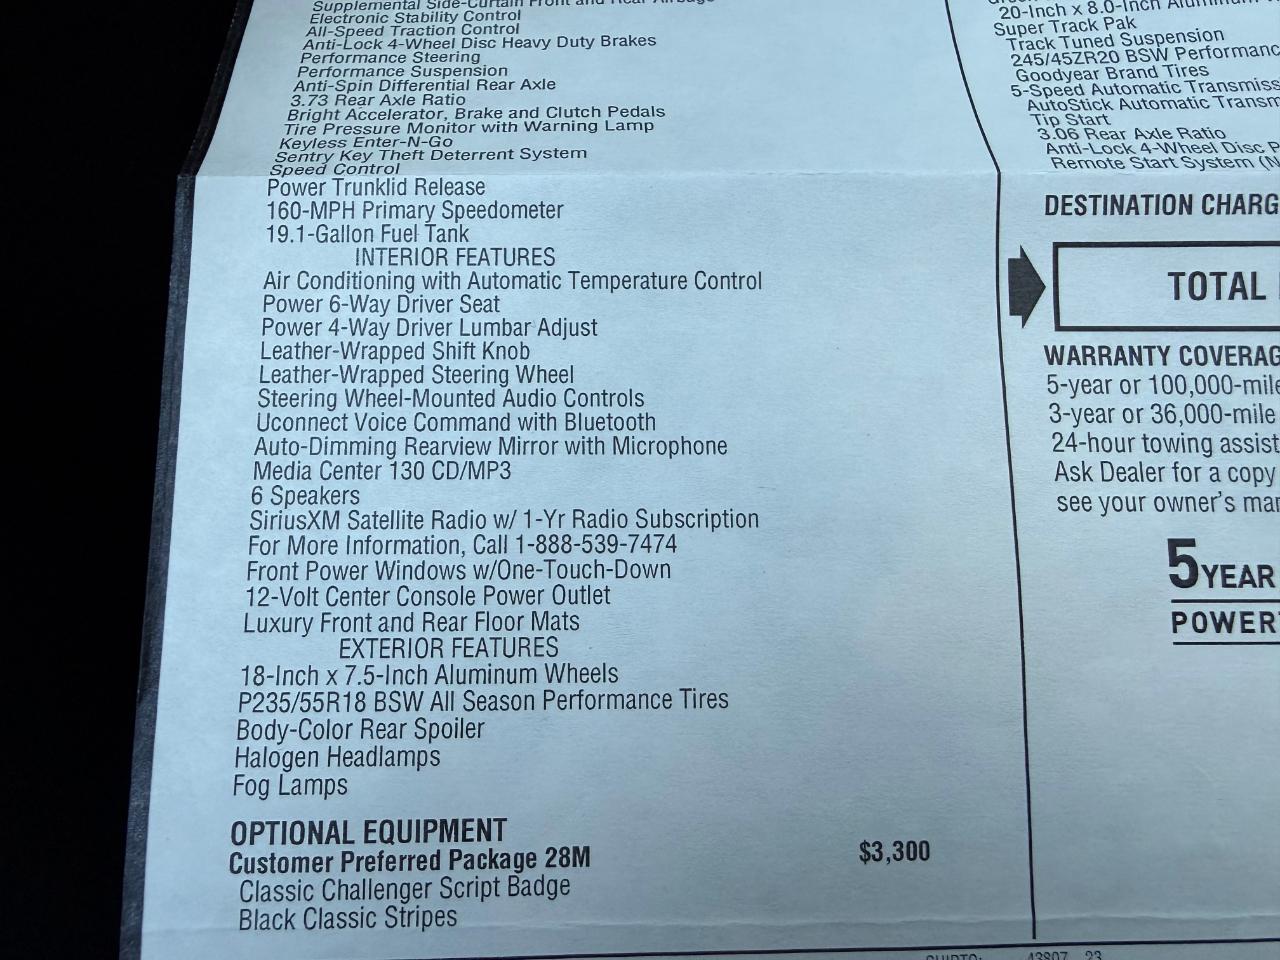 Supplemental Side-Curtain Front and Rear Airbags
Electronic Stability Control
All-Speed Traction Control
Anti-Lock 4-Wheel Disc Heavy Duty Brakes
Performance Steering
Performance Suspension
Anti-Spin Differential Rear Axle
3.73 Rear Axle Ratio
Bright Accelerator, Brake and Clutch Pedals
Tire Pressure Monitor with Warning Lamp
Keyless Enter-N-Go
Sentry Key Theft Deterrent System
Speed Control
Power Trunklid Release
160-MPH Primary Speedometer
19.1-Gallon Fuel Tank
INTERIOR FEATURES
Air Conditioning with Automatic Temperature Control
Power 6-Way Driver Seat
Power 4-Way Driver Lumbar Adjust
Leather-Wrapped Shift Knob
Leather-Wrapped Steering Wheel
Steering Wheel-Mounted Audio Controls
Uconnect Voice Command with Bluetooth
Auto-Dimming Rearview Mirror with Microphone
Media Center 130 CD/MP3
6 Speakers
SiriusXM Satellite Radio w/ 1-Yr Radio Subscription
For More Information, Call 1-888-539-7474
Front Power Windows w/One-Touch-Down
12-Volt Center Console Power Outlet
Luxury Front and Rear Floor Mats
EXTERIOR FEATURES
18-Inch x 7.5-Inch Aluminum Wheels
P235/55R18 BSW All Season Performance Tires
Body-Color Rear Spoiler
Halogen Headlamps
Fog Lamps
OPTIONAL EQUIPMENT
Customer Preferred Package 28M $3,300
Classic Challenger Script Badge
Black Classic Stripes
20-Inch x 8.0-Inch Aluminum
Super Track Pak
Track Tuned Suspension
245/45ZR20 BSW Performanc
Goodyear Brand Tires
5-Speed Automatic Transmiss
AutoStick Automatic Transm
Tip Start
3.06 Rear Axle Ratio
Anti-Lock 4-Wheel Disc P
Remote Start System (N
DESTINATION CHARG
TOTAL
WARRANTY COVERAG
5-year or 100,000-mile
3-year or 36,000-mile
24-hour towing assist
Ask Dealer for a copy
see your owner's man
5 YEAR
POWERT
43807 23